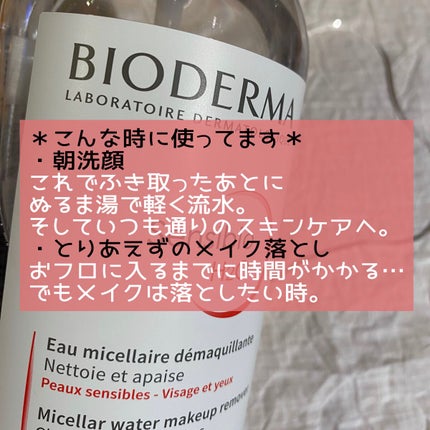 BIODERMA
LABORATOIRE DERMATO
＊こんな時に使ってます＊
・朝洗顔
これでふき取ったあとに
ぬるま湯で軽く流水。
そしていつも通りのスキンケアへ。
・とりあえずのメイク落とし
おフロに入るまでに時間がかかる…
でもメイクは落としたい時。
Eau micellaire démaquillante
Nettoie et apaise
Peaux sensibles - Visage et yeux
Micellar water makeup remover